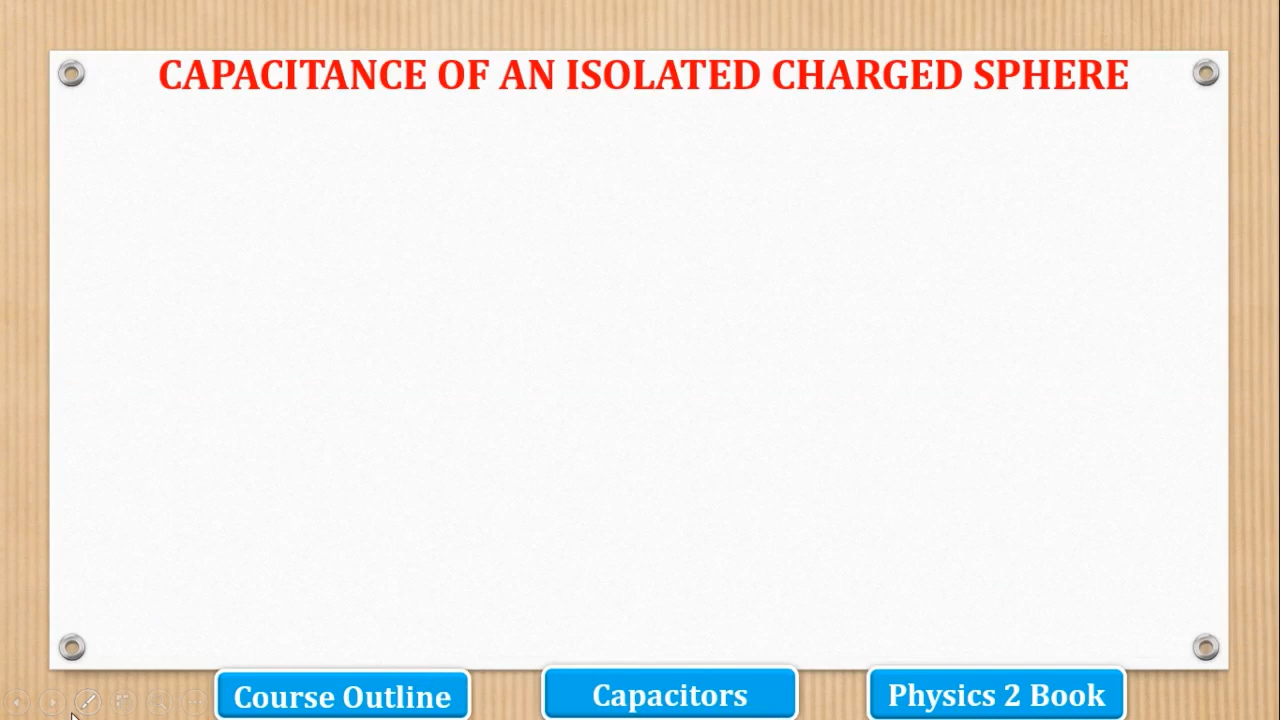 CAPACITANCE OF AN ISOLATED CHARGED SPHERE
Course Outline
Capacitors
Physics 2 Book